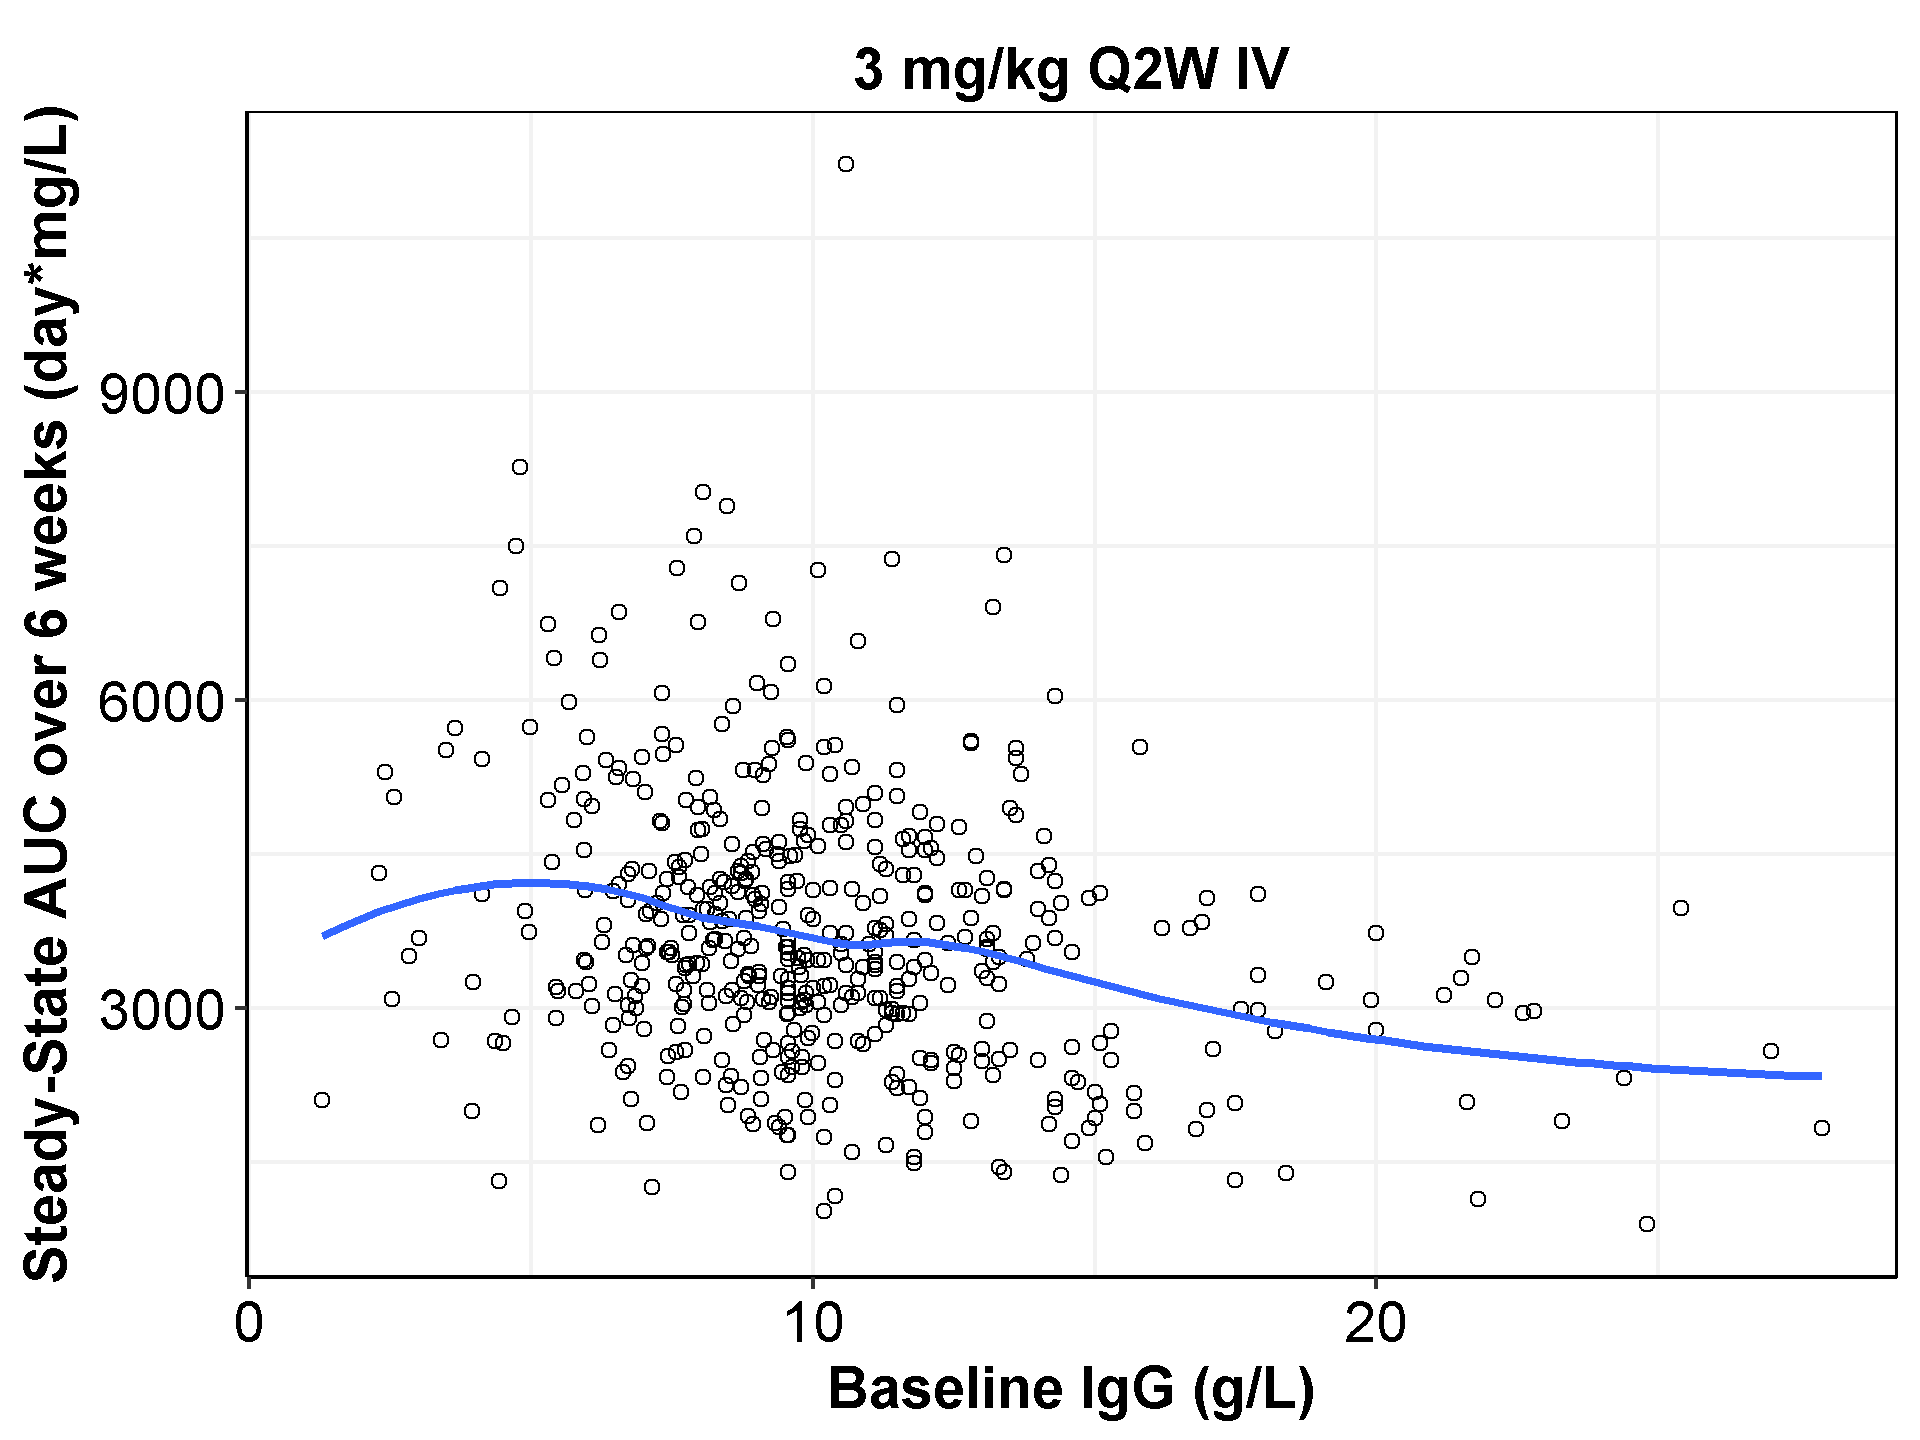 3 mg/kg Q2W IV
Steady-State AUC over 6 weeks (day*mg/L)
9000
6000
3000
0
10
20
Baseline IgG (g/L)